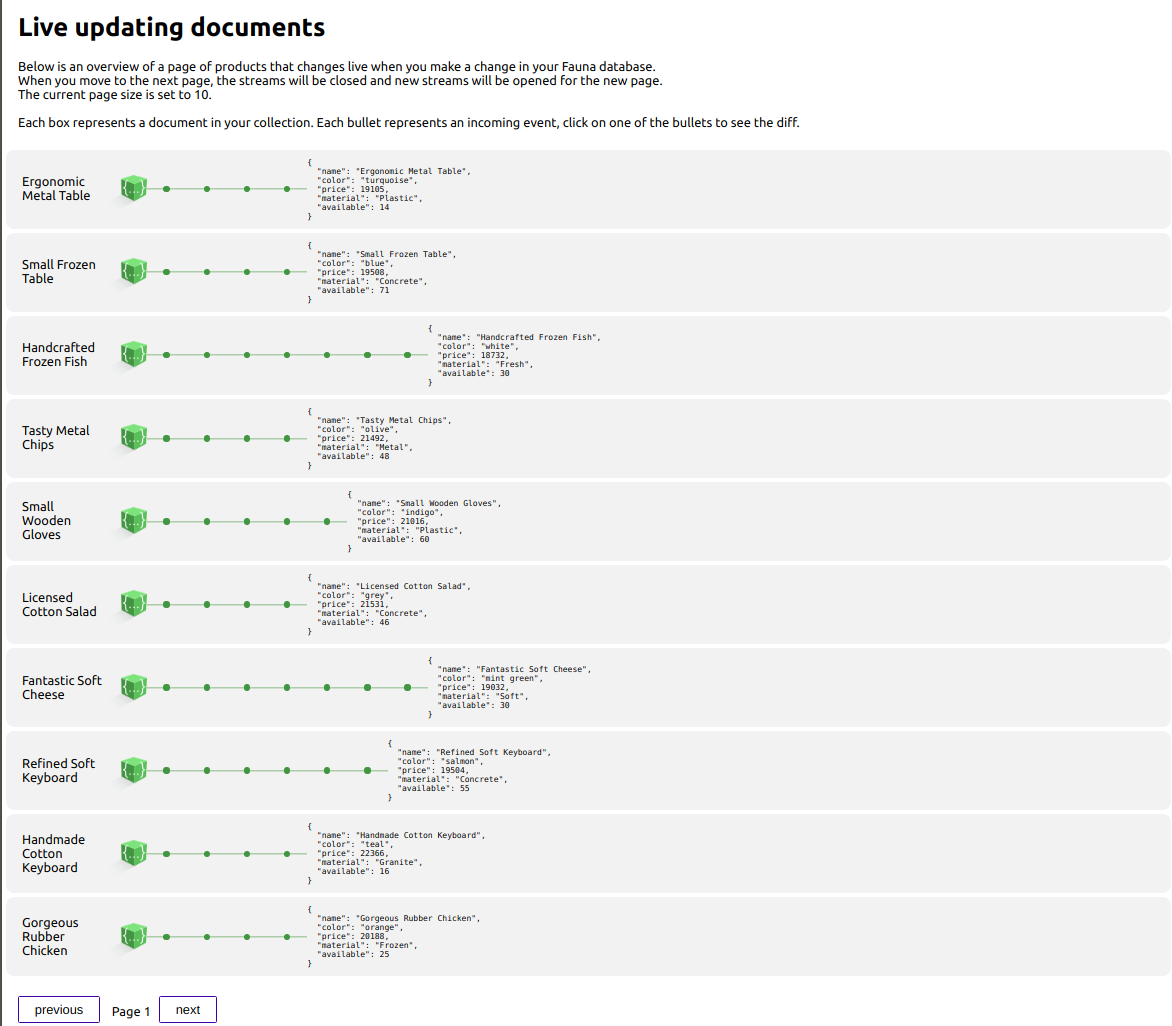 Live updating documents
Below is an overview of a page of products that changes live when you make a change in your Fauna database.
When you move to the next page, the streams will be closed and new streams will be opened for the new page.
The current page size is set to 10.
Each box represents a document in your collection. Each bullet represents an incoming event, click on one of the bullets to see the diff.
Ergonomic
Metal Table
{...}
{
"name": "Ergonomic Metal Table",
"color": "turquoise",
"price": 19105,
"material": "Plastic",
"available": 14
}
Small Frozen
Table
{...}
{
"name": "Small Frozen Table",
"color": "blue",
"price": 19508,
"material": "Concrete",
"available": 71
}
Handcrafted
Frozen Fish
{...}
{
"name": "Handcrafted Frozen Fish",
"color": "white",
"price": 18732,
"material": "Fresh",
"available": 30
}
Tasty Metal
Chips
{...}
{
"name": "Tasty Metal Chips",
"color": "olive",
"price": 21492,
"material": "Metal",
"available": 48
}
Small
Wooden
Gloves
{...}
{
"name": "Small Wooden Gloves",
"color": "indigo",
"price": 21016,
"material": "Plastic",
"available": 60
}
Licensed
Cotton Salad
{...}
{
"name": "Licensed Cotton Salad",
"color": "grey",
"price": 21531,
"material": "Concrete",
"available": 46
}
Fantastic Soft
Cheese
{...}
{
"name": "Fantastic Soft Cheese",
"color": "mint green",
"price": 19032,
"material": "Soft",
"available": 30
}
Refined Soft
Keyboard
{...}
{
"name": "Refined Soft Keyboard",
"color": "salmon",
"price": 19504,
"material": "Concrete",
"available": 55
}
Handmade
Cotton
Keyboard
{...}
{
"name": "Handmade Cotton Keyboard",
"color": "teal",
"price": 22366,
"material": "Granite",
"available": 16
}
Gorgeous
Rubber
Chicken
{...}
{
"name": "Gorgeous Rubber Chicken",
"color": "orange",
"price": 20188,
"material": "Frozen",
"available": 25
}
previous Page 1 next